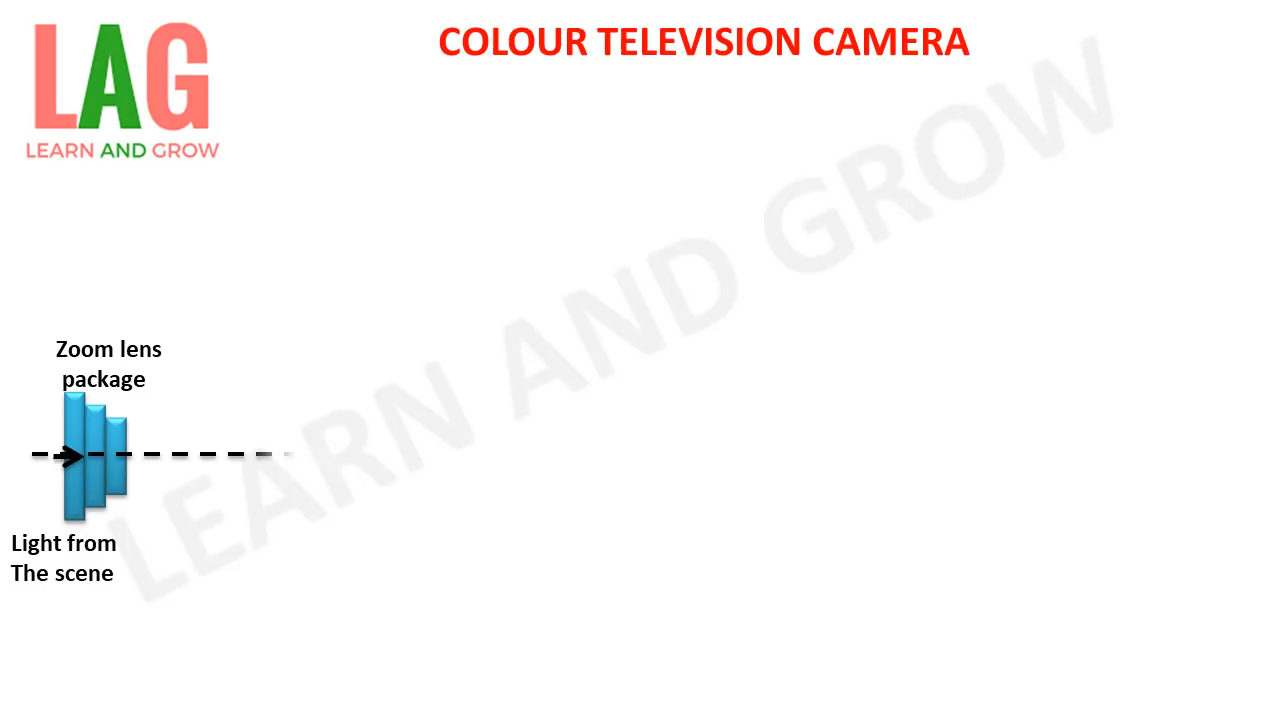 LAG
LEARN AND GROW
COLOUR TELEVISION CAMERA
LEARN AND GROW
Zoom lens
package
Light from
The scene